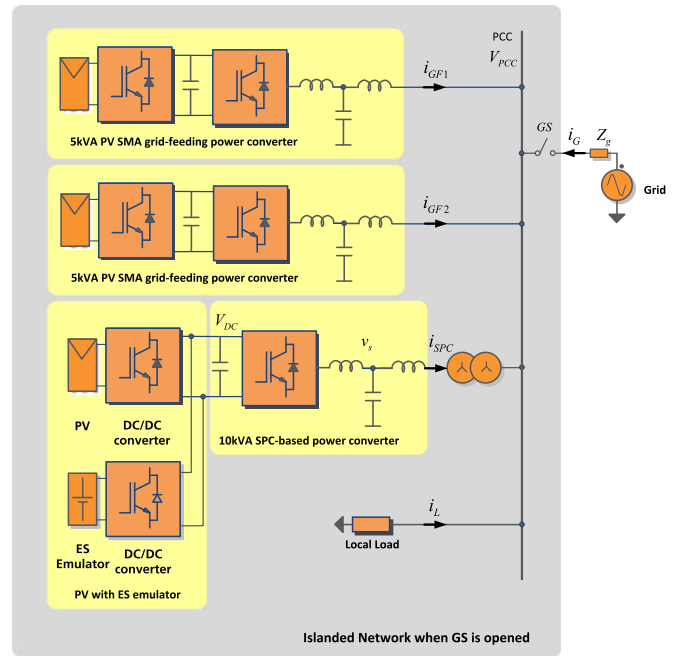 PCC
V_PCC
i_GF1
5kVA PV SMA grid-feeding power converter
GS
i_G
Z_g
Grid
i_GF2
5kVA PV SMA grid-feeding power converter
V_DC
v_s
i_SPC
PV
DC/DC
converter
10kVA SPC-based power converter
i_L
Local Load
ES
Emulator
DC/DC
converter
PV with ES emulator
Islanded Network when GS is opened